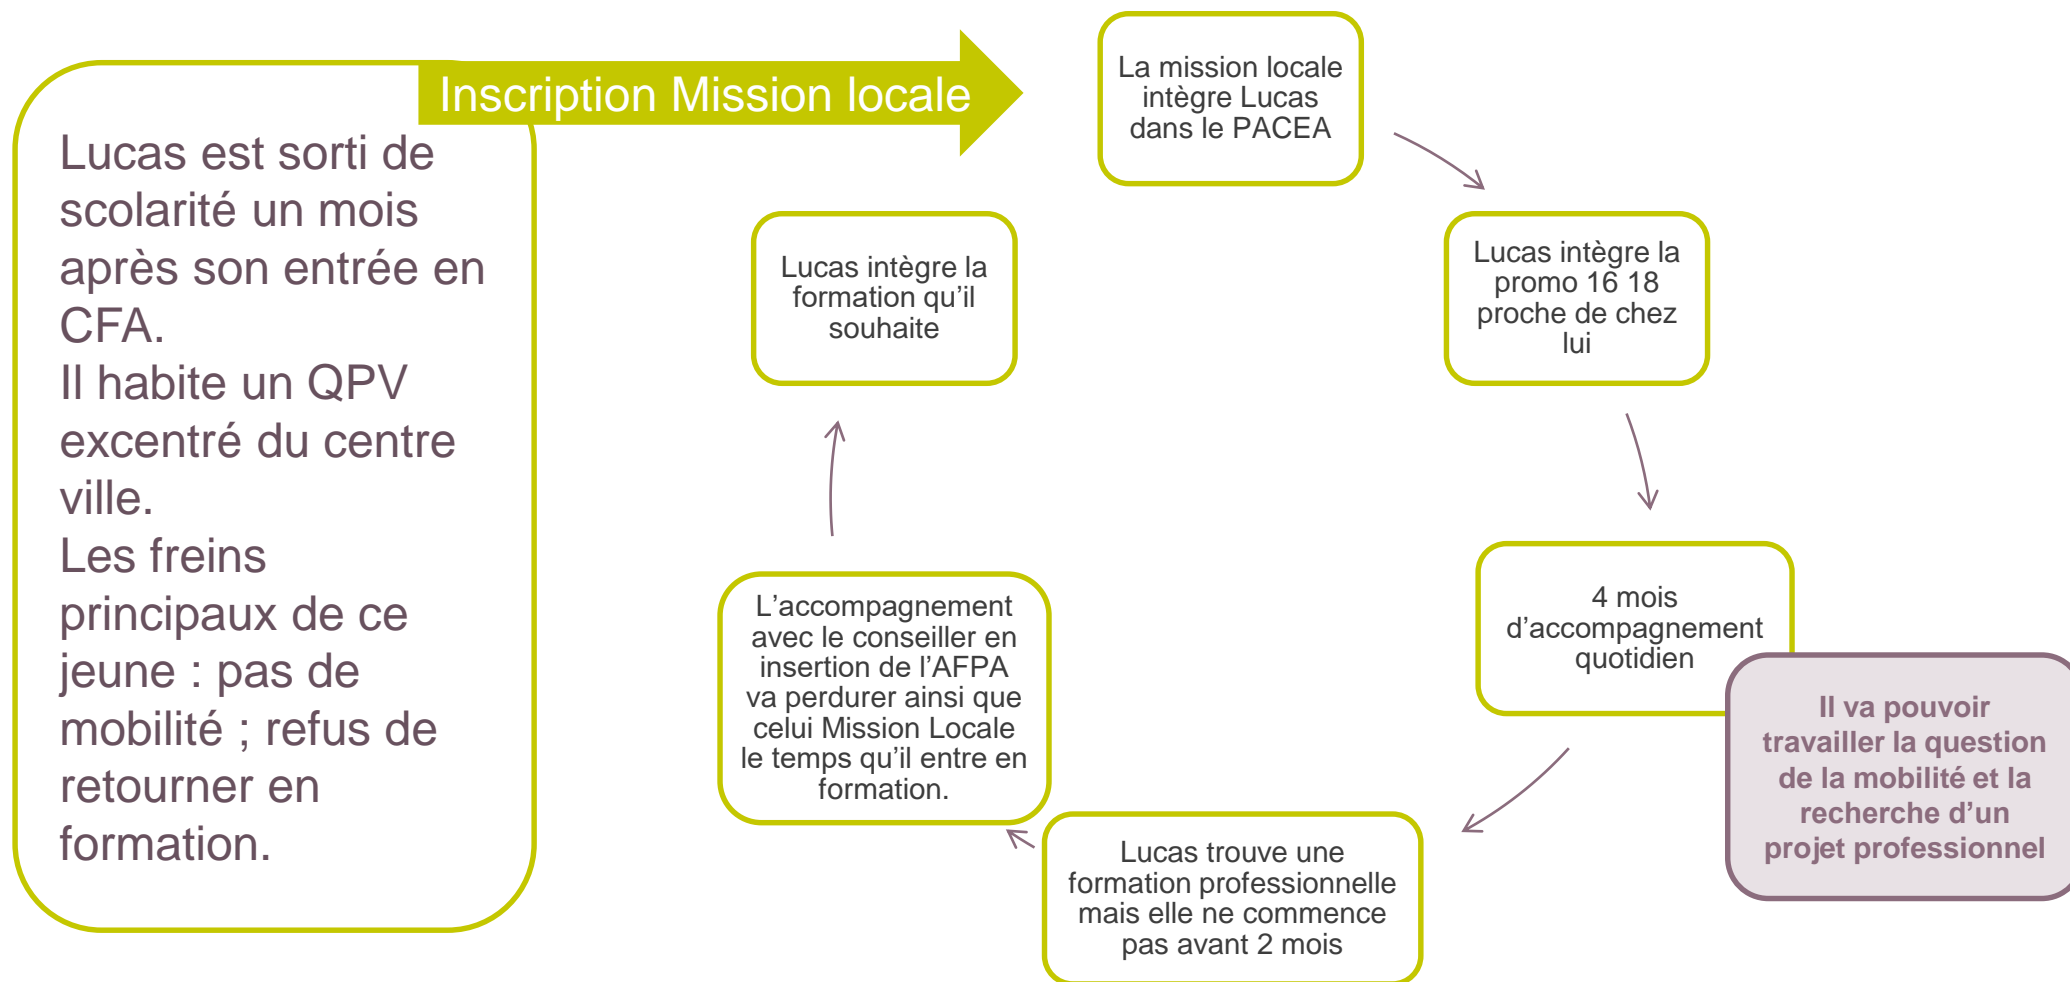 Inscription Mission locale
Lucas est sorti de
scolarité un mois
après son entrée en
CFA.
Il habite un QPV
excentré du centre
ville.
Les freins
principaux de ce
jeune : pas de
mobilité ; refus de
retourner en
formation.
La mission locale
intègre Lucas
dans le PACEA
Lucas intègre la
promo 16 18
proche de chez
lui
4 mois
d’accompagnement
quotidien
Il va pouvoir
travailler la question
de la mobilité et la
recherche d’un
projet professionnel
Lucas trouve une
formation professionnelle
mais elle ne commence
pas avant 2 mois
L’accompagnement
avec le conseiller en
insertion de l’AFPA
va perdurer ainsi que
celui Mission Locale
le temps qu’il entre en
formation.
Lucas intègre la
formation qu’il
souhaite